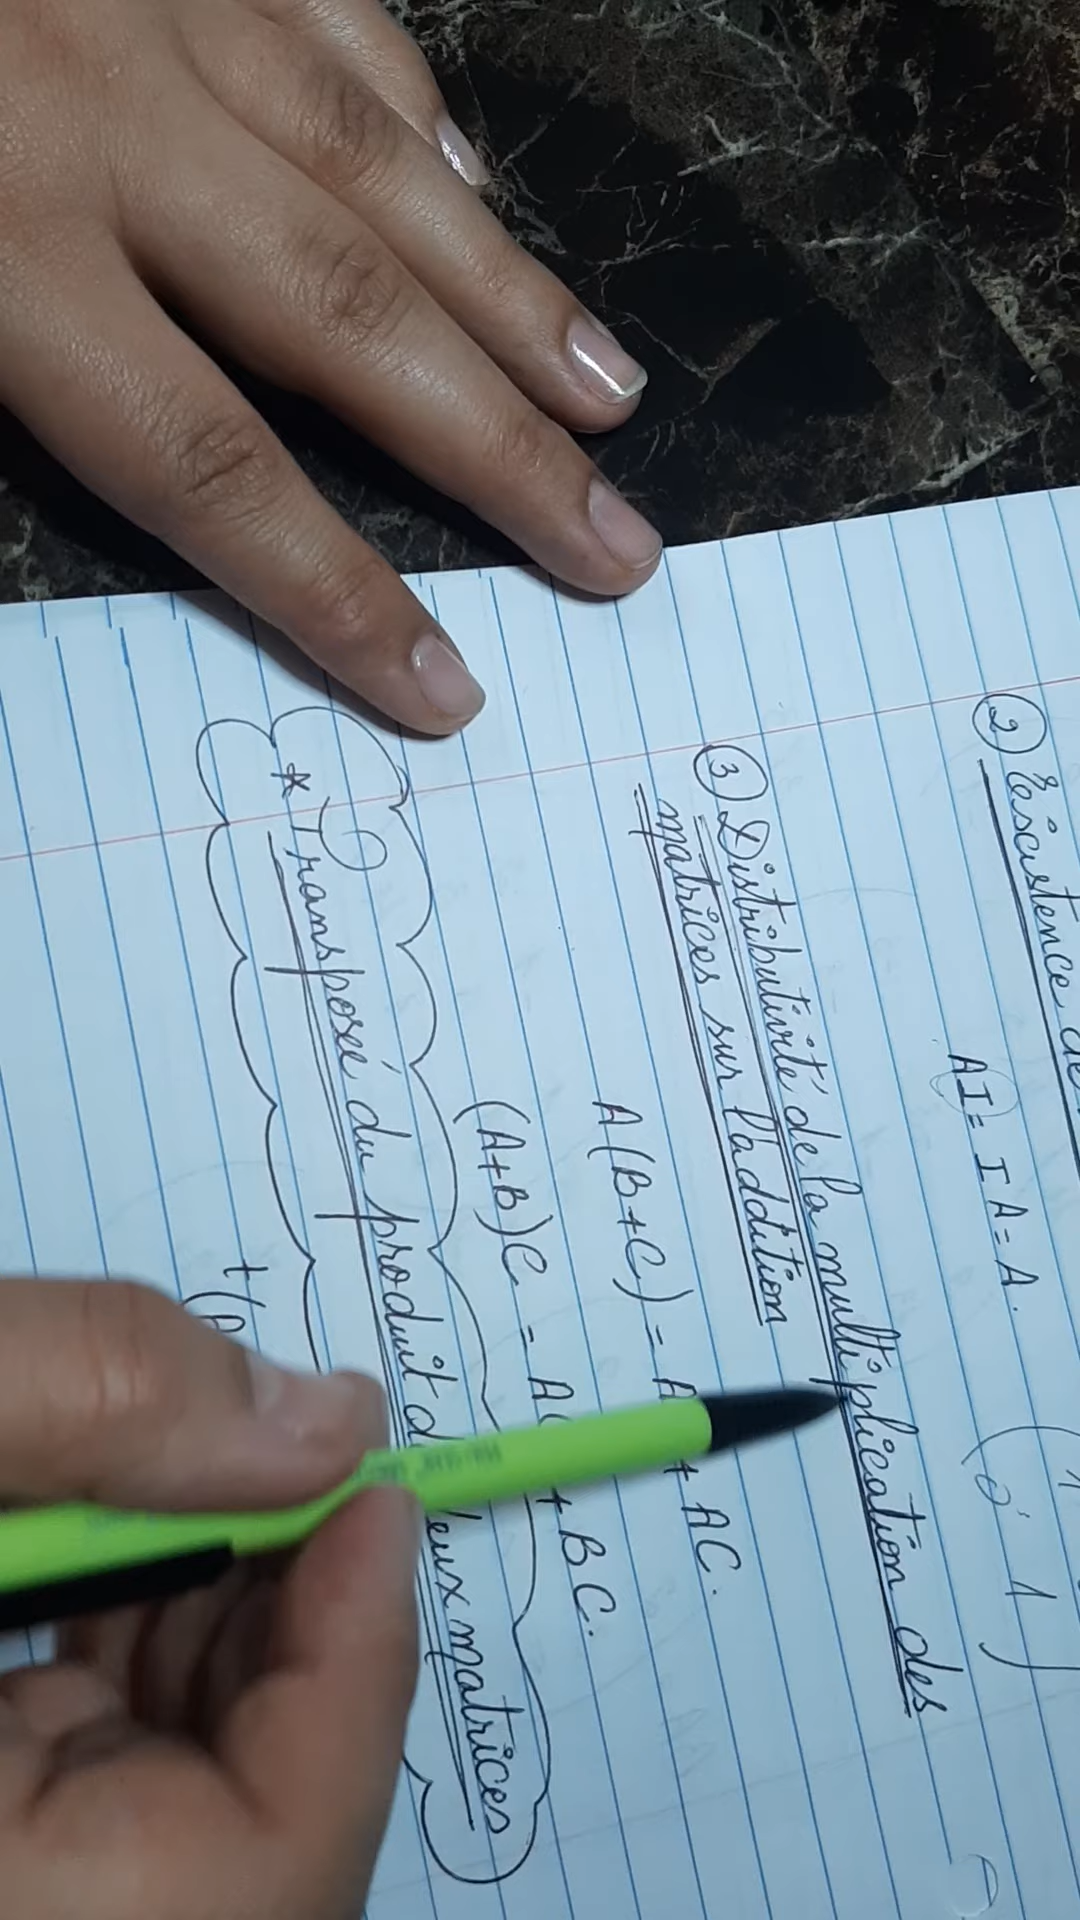 ② l'éxistence de
AI = IA = A.
③ Distributivité de la multiplication des
matrices sur l'addition
A(B+C) = A + AC.
(A+B)C = A + BC.
* Transposée du produit d eux matrices
t(A